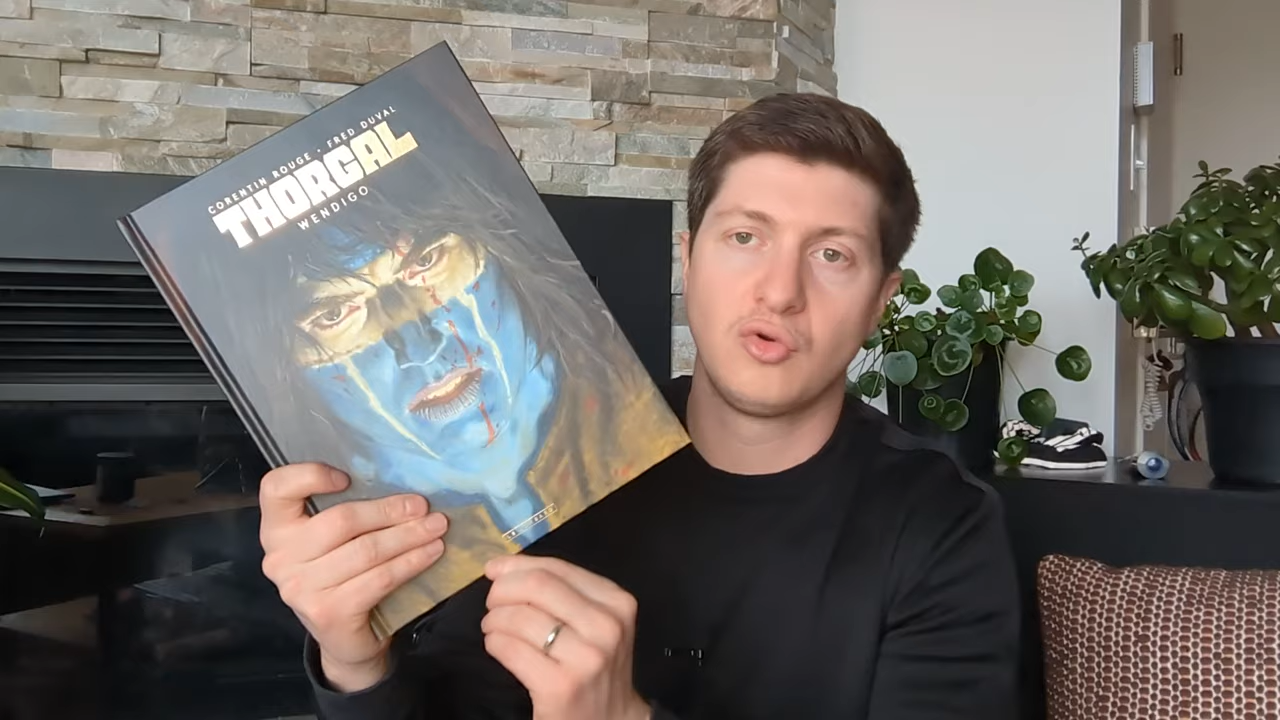 CORENTIN ROUGE • FRED DUVAL
THORGAL
WENDIGO